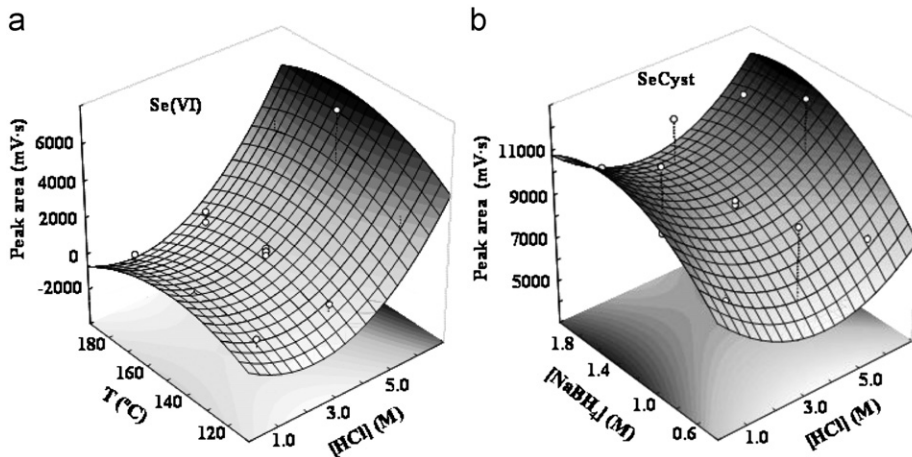 a
Se(VI)
Peak area (mV·s)
6000
4000
2000
0
-2000
180
160
140
120
T (°C)
1.0
3.0
5.0
[HCl] (M)
b
SeCyst
Peak area (mV·s)
11000
9000
7000
5000
1.8
1.4
1.0
0.6
[NaBH4] (M)
1.0
3.0
5.0
[HCl] (M)